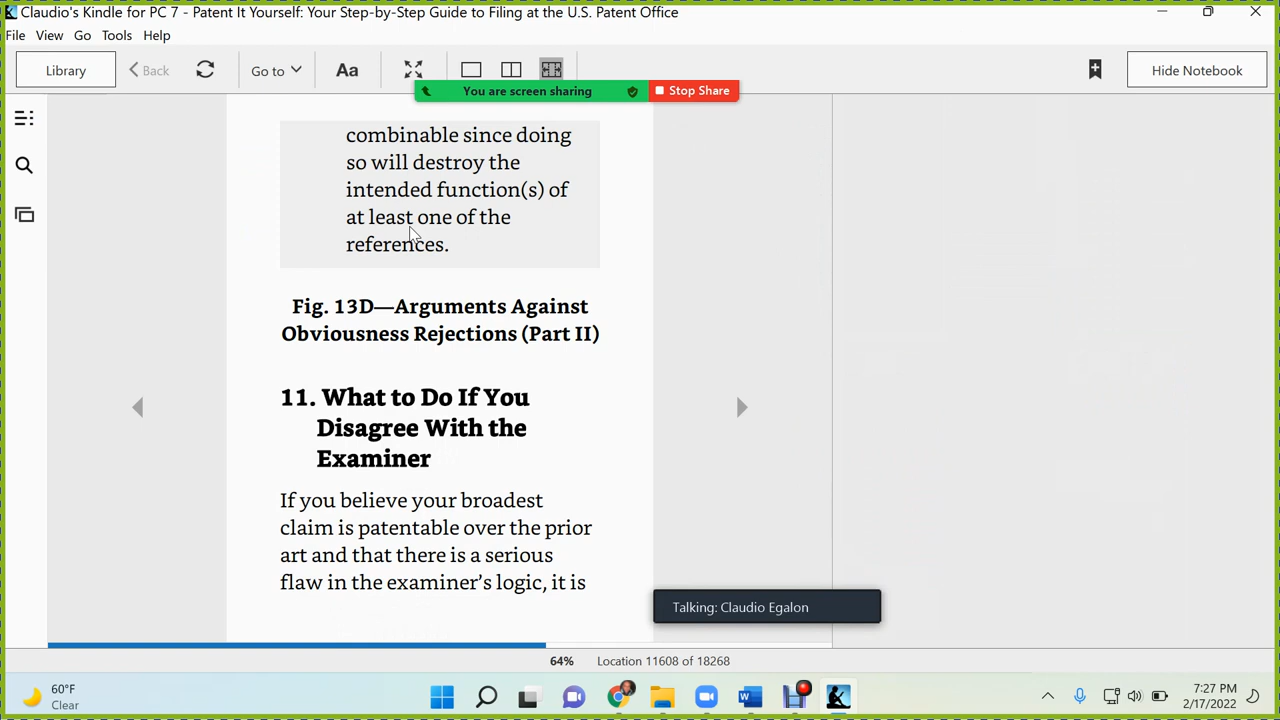 Claudio's Kindle for PC 7 - Patent It Yourself: Your Step-by-Step Guide to Filing at the U.S. Patent Office
File View Go Tools Help
Library Back Go to Aa Hide Notebook
You are screen sharing Stop Share
combinable since doing
so will destroy the
intended function(s) of
at least one of the
references.
Fig. 13D—Arguments Against
Obviousness Rejections (Part II)
11. What to Do If You
Disagree With the
Examiner
If you believe your broadest
claim is patentable over the prior
art and that there is a serious
flaw in the examiner's logic, it is
Talking: Claudio Egalon
64% Location 11608 of 18268
60°F
Clear
7:27 PM
2/17/2022